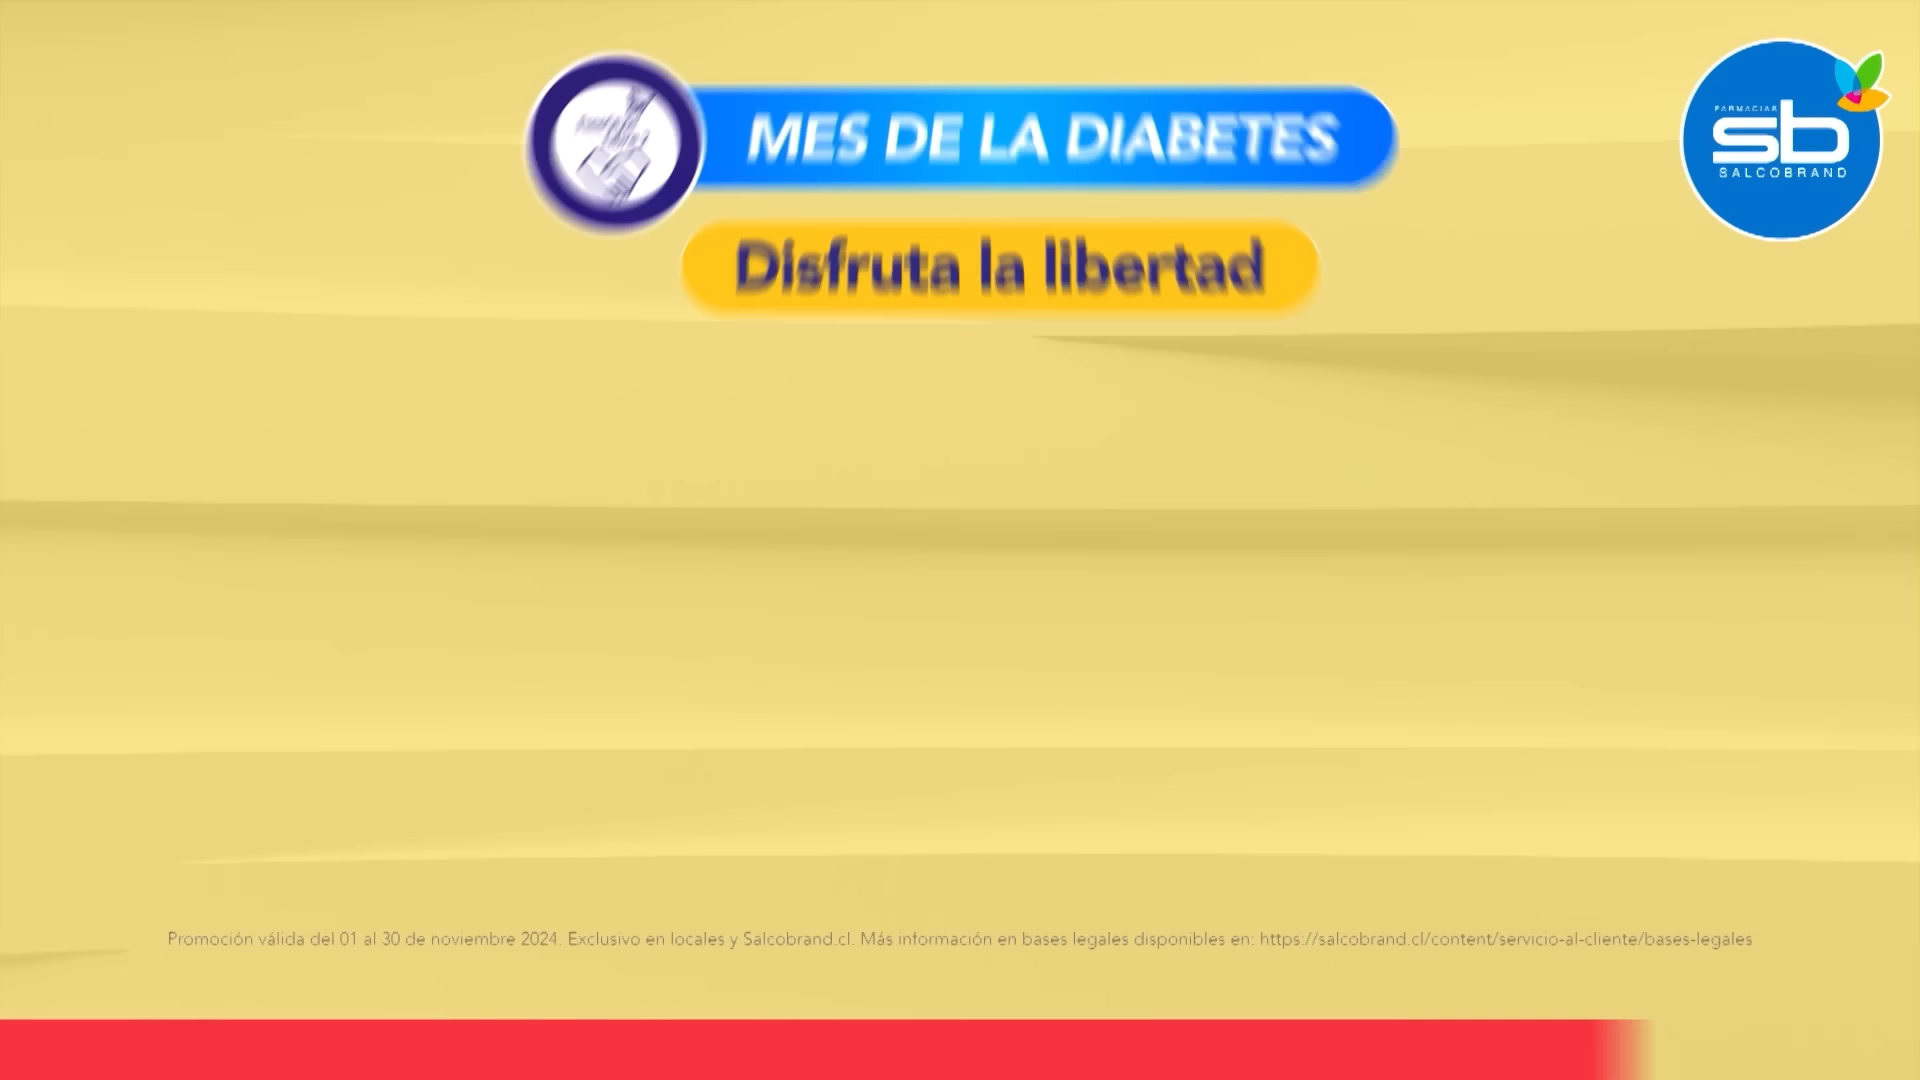 MES DE LA DIABETES
Disfruta la libertad
FARMACIAS
sb
SALCOBRAND
Promoción válida del 01 al 30 de noviembre 2024. Exclusivo en locales y Salcobrand.cl. Más información en bases legales disponibles en: https://salcobrand.cl/content/servicio-al-cliente/bases-legales